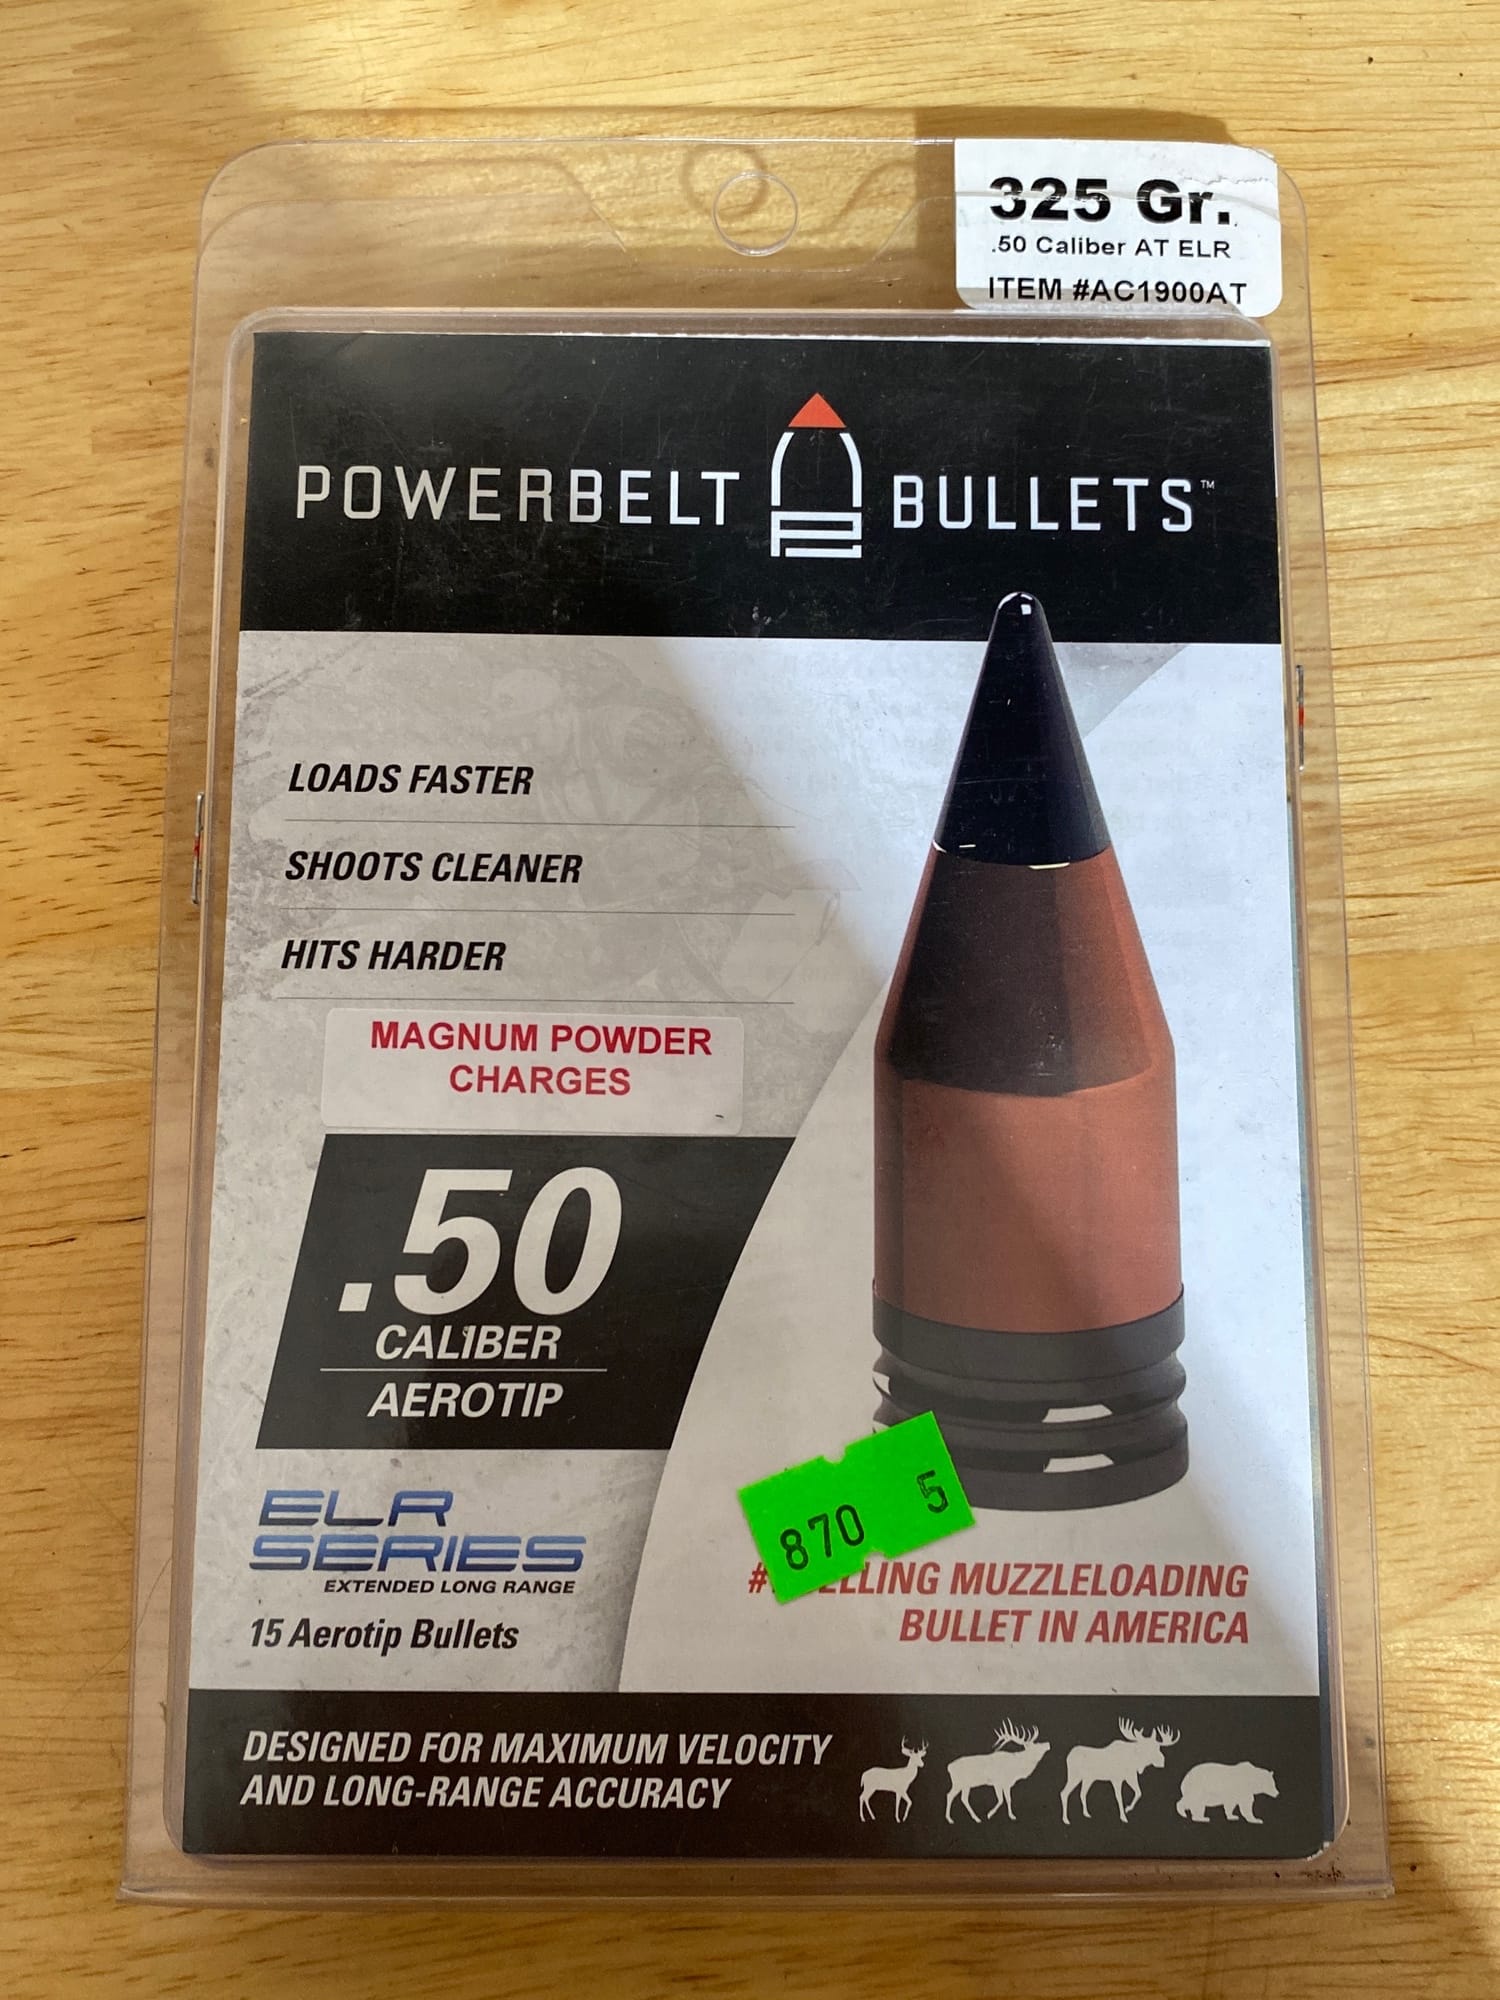 325 Gr.
.50 Caliber AT ELR
ITEM #AC1900AT
POWERBELT BULLETS™
LOADS FASTER
SHOOTS CLEANER
HITS HARDER
MAGNUM POWDER
CHARGES
.50
CALIBER
AEROTIP
ELR
SERIES
EXTENDED LONG RANGE
15 Aerotip Bullets
870 5
MUZZLELOADING
BULLET IN AMERICA
DESIGNED FOR MAXIMUM VELOCITY
AND LONG-RANGE ACCURACY